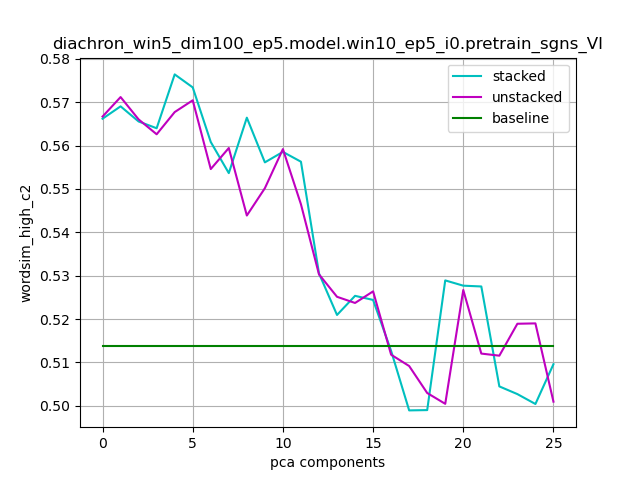 diachron_win5_dim100_ep5.model.win10_ep5_i0.pretrain_sgns_VI
stacked
unstacked
baseline
0.58
0.57
0.56
0.55
0.54
0.53
0.52
0.51
0.50
wordsim_high_c2
0 5 10 15 20 25
pca components